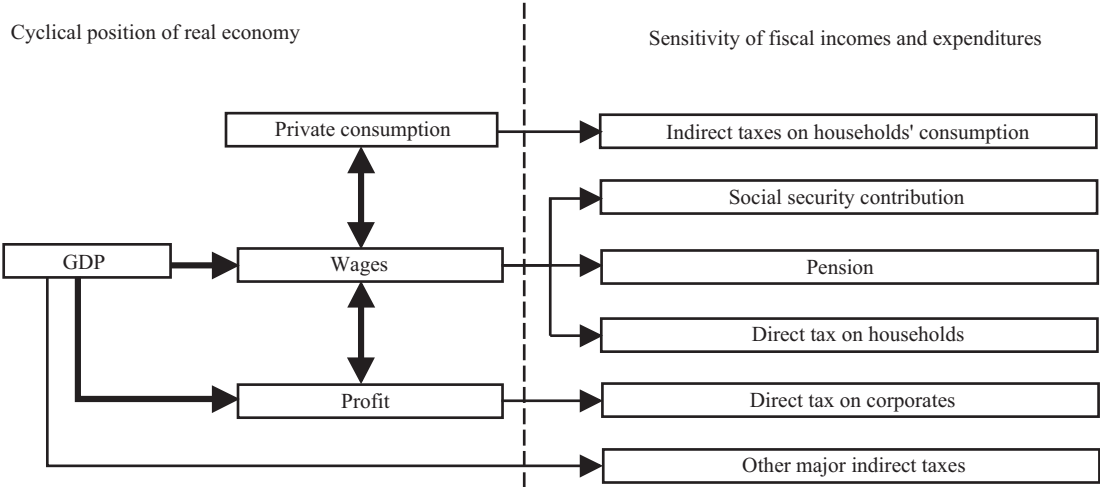 Cyclical position of real economy
Sensitivity of fiscal incomes and expenditures
Private consumption
Indirect taxes on households' consumption
Social security contribution
GDP
Wages
Pension
Direct tax on households
Profit
Direct tax on corporates
Other major indirect taxes